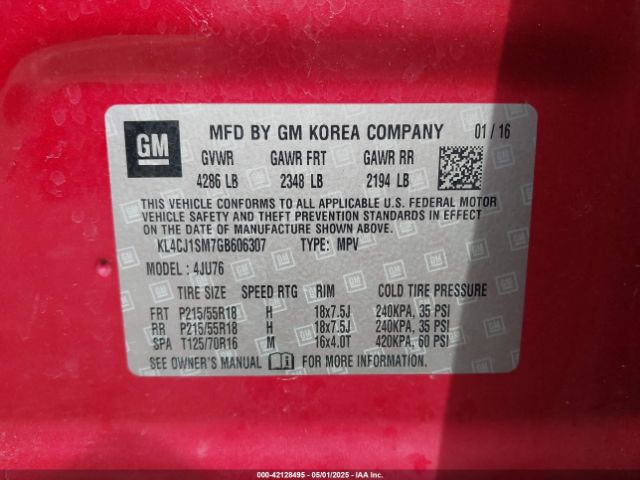 GM MFD BY GM KOREA COMPANY 01 / 16
GVWR GAWR FRT GAWR RR
4286 LB 2348 LB 2194 LB
THIS VEHICLE CONFORMS TO ALL APPLICABLE U.S. FEDERAL MOTOR
VEHICLE SAFETY AND THEFT PREVENTION STANDARDS IN EFFECT
ON THE DATE OF MANUFACTURE SHOWN ABOVE.
KL4CJ1SM7GB606307 TYPE: MPV
MODEL : 4JU76
TIRE SIZE SPEED RTG RIM COLD TIRE PRESSURE
FRT P215/55R18 H 18x7.5J 240KPA, 35 PSI
RR P215/55R18 H 18x7.5J 240KPA, 35 PSI
SPA T125/70R16 M 16x4.0T 420KPA, 60 PSI
SEE OWNER'S MANUAL FOR MORE INFORMATION
000-42128495 - 05/01/2025 - IAAI, Inc.